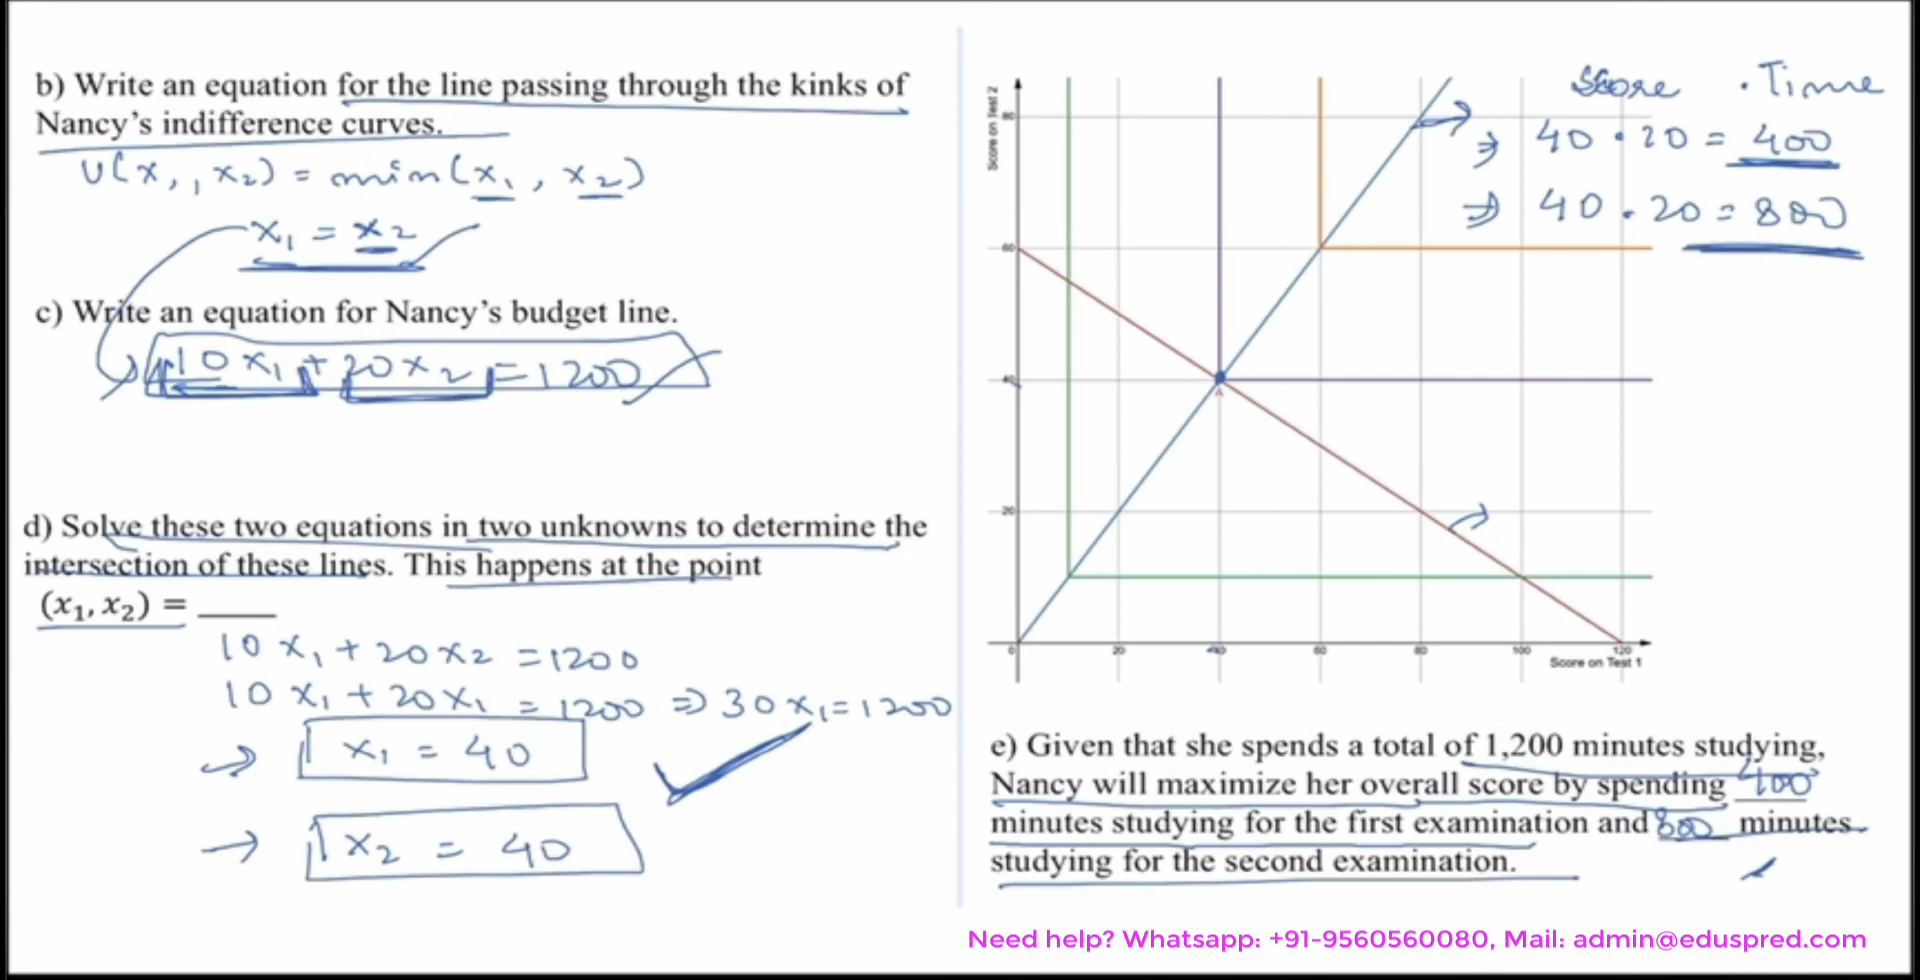 b) Write an equation for the line passing through the kinks of
Nancy's indifference curves.
U(x₁, x₂) = min(x₁, x₂)
x₁ = x₂
c) Write an equation for Nancy's budget line.
10x₁ + 20x₂ = 1200
d) Solve these two equations in two unknowns to determine the
intersection of these lines. This happens at the point
(x₁, x₂) = ____
10x₁ + 20x₂ = 1200
10x₁ + 20x₁ = 1200 ⇒ 30x₁ = 1200
→ x₁ = 40
→ x₂ = 40
Score on Test 2
80
60
40
20
0 20 40 60 80 100 120
Score on Test 1
A
Score · Time
⇒ 40 · 10 = 400
⇒ 40 · 20 = 800
e) Given that she spends a total of 1,200 minutes studying,
Nancy will maximize her overall score by spending 400
minutes studying for the first examination and 800 minutes
studying for the second examination.
Need help? Whatsapp: +91-9560560080, Mail: admin@eduspred.com